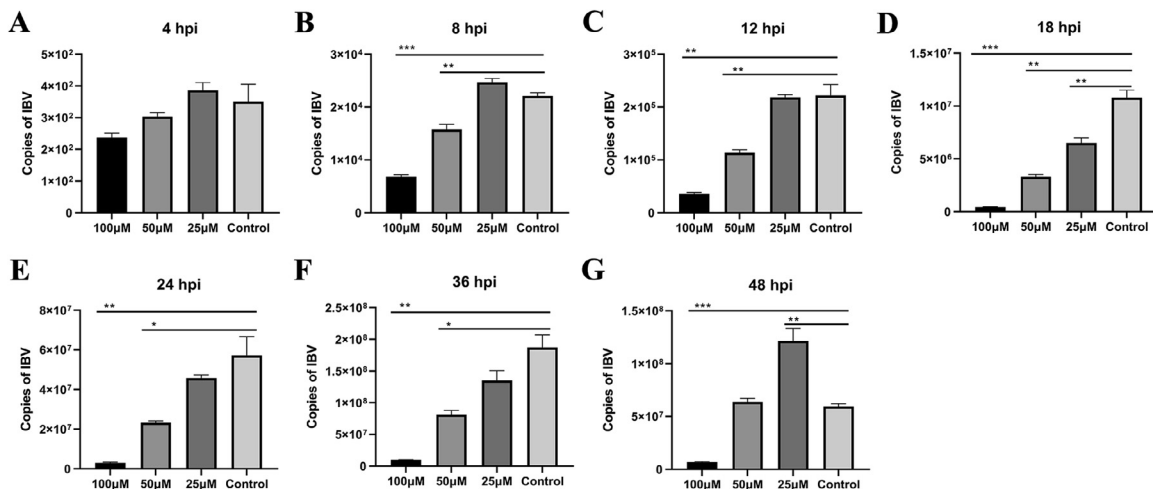 A
4 hpi
Copies of IBV
5×10²
4×10²
3×10²
2×10²
1×10²
0
100μM 50μM 25μM Control
B
8 hpi
Copies of IBV
3×10⁴
2×10⁴
1×10⁴
0
***
**
100μM 50μM 25μM Control
C
12 hpi
Copies of IBV
3×10⁵
2×10⁵
1×10⁵
0
**
**
100μM 50μM 25μM Control
D
18 hpi
Copies of IBV
1.5×10⁷
1×10⁷
5×10⁶
0
***
**
**
100μM 50μM 25μM Control
E
24 hpi
Copies of IBV
8×10⁷
6×10⁷
4×10⁷
2×10⁷
0
**
*
100μM 50μM 25μM Control
F
36 hpi
Copies of IBV
2.5×10⁸
2×10⁸
1.5×10⁸
1×10⁸
5×10⁷
0
**
*
100μM 50μM 25μM Control
G
48 hpi
Copies of IBV
1.5×10⁸
1×10⁸
5×10⁷
0
***
**
100μM 50μM 25μM Control